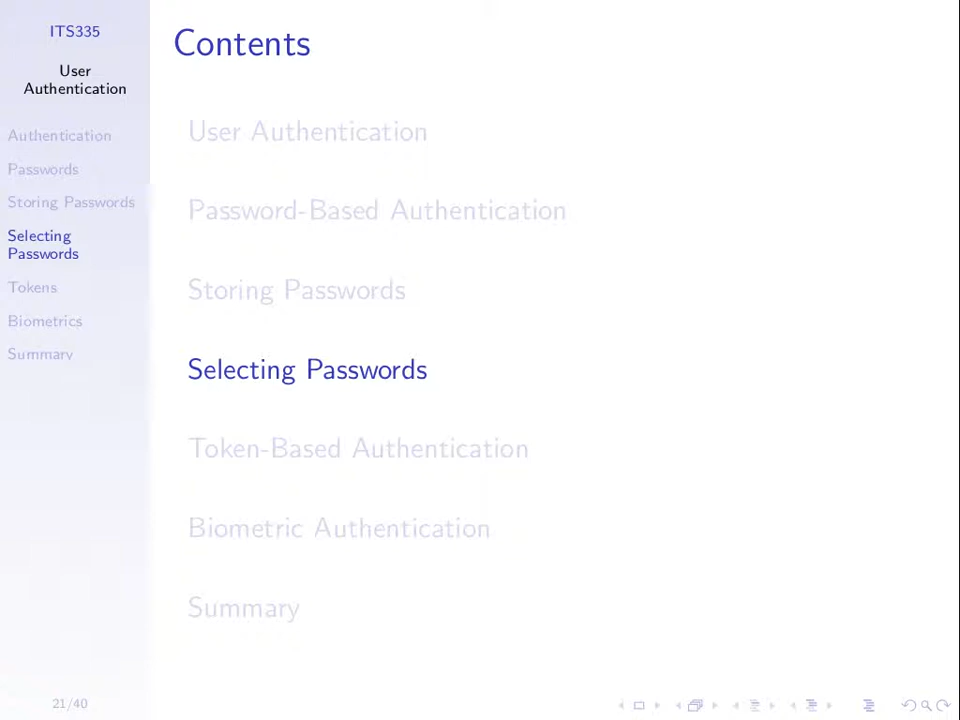 ITS335
User
Authentication
Authentication
Passwords
Storing Passwords
Selecting
Passwords
Tokens
Biometrics
Summary
21/40
Contents
User Authentication
Password-Based Authentication
Storing Passwords
Selecting Passwords
Token-Based Authentication
Biometric Authentication
Summary